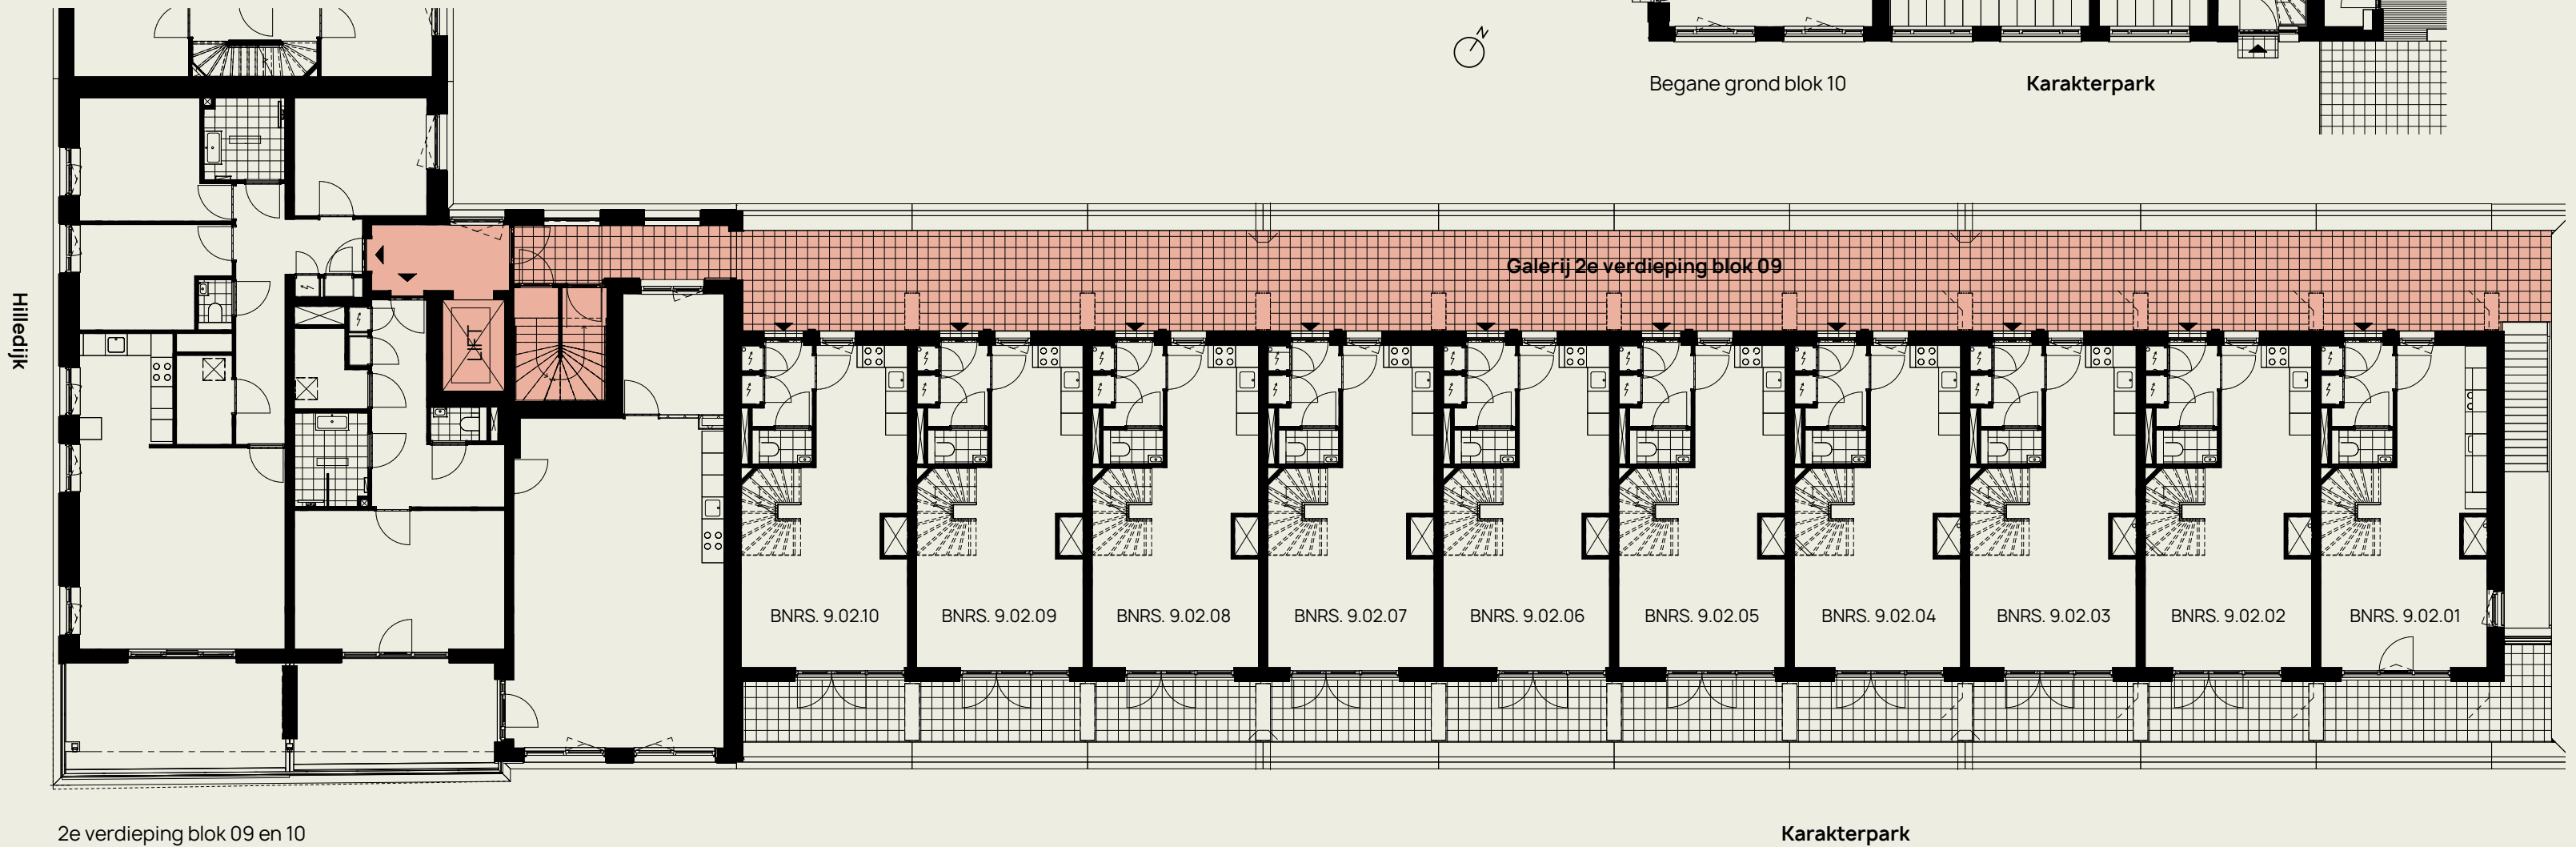 N
Begane grond blok 10
Karakterpark
Hilledijk
Galerij 2e verdieping blok 09
LIFT
BNRS. 9.02.10
BNRS. 9.02.09
BNRS. 9.02.08
BNRS. 9.02.07
BNRS. 9.02.06
BNRS. 9.02.05
BNRS. 9.02.04
BNRS. 9.02.03
BNRS. 9.02.02
BNRS. 9.02.01
2e verdieping blok 09 en 10
Karakterpark